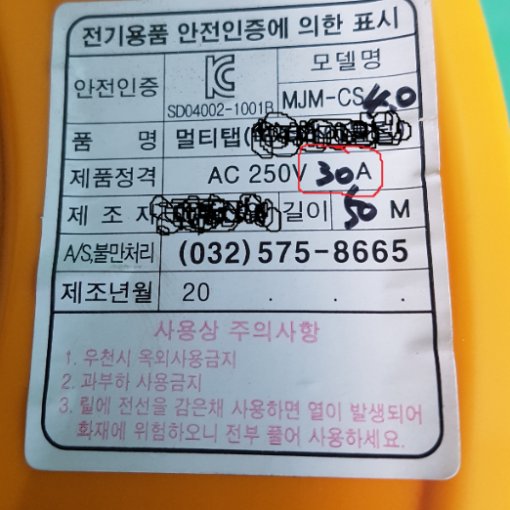 전기용품 안전인증에 의한 표시
안전인증
SD04002-1001B
모델명
MJM-CS 4.0
품 명 멀티탭(
제품정격 AC 250V 30A
제 조 자 길이 50 M
A/S,불만처리 (032) 575-8665
제조년월 20 . . .
사용상 주의사항
1. 우천시 옥외사용금지
2. 과부하 사용금지
3. 릴에 전선을 감은채 사용하면 열이 발생되어
화재에 위험하오니 전부 풀어 사용하세요.